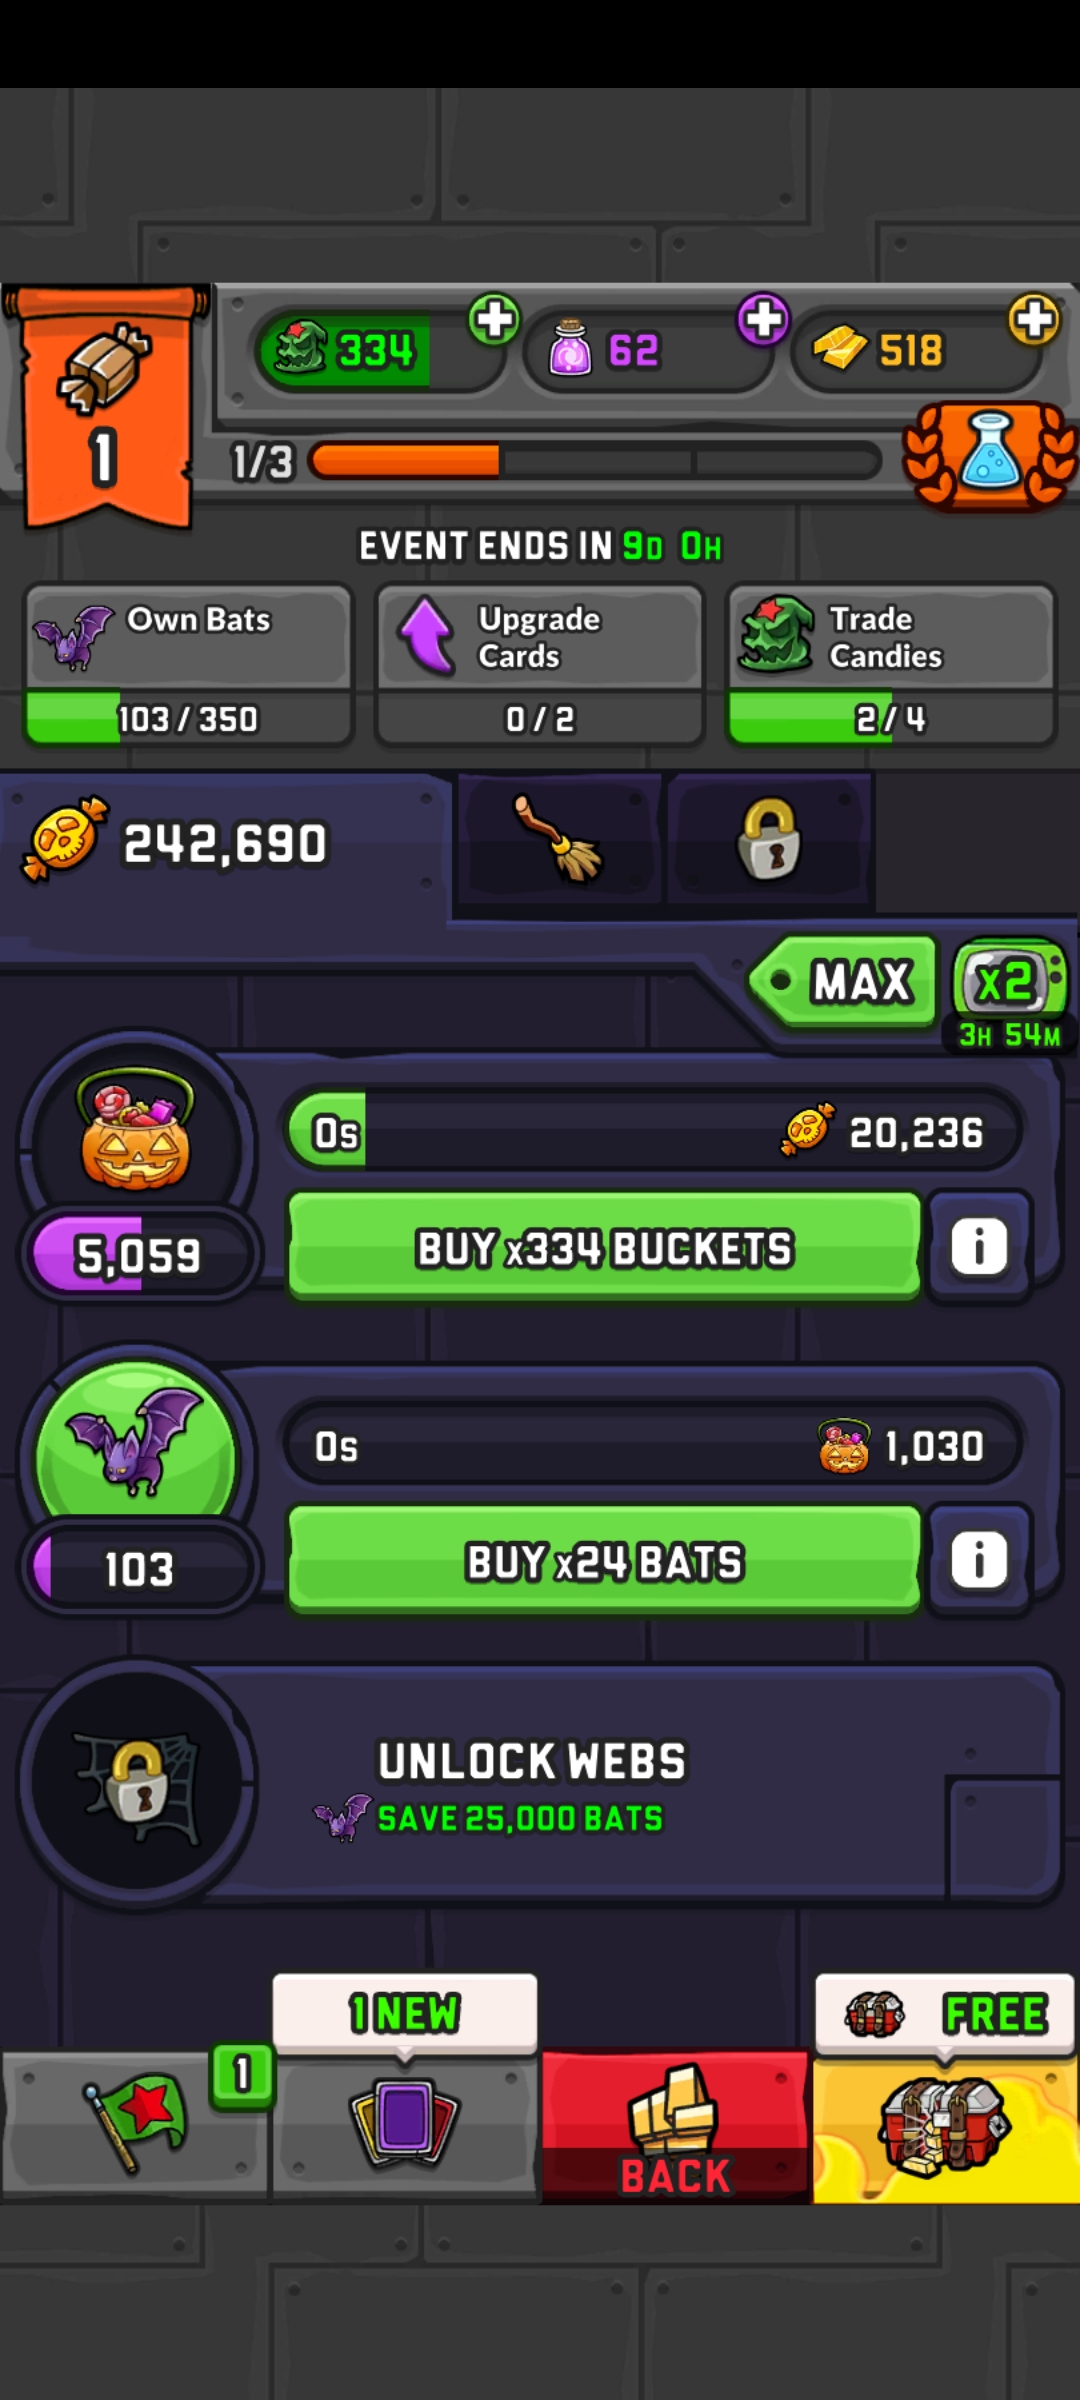 334
62
518
1
1/3
EVENT ENDS IN 9D 0H
Own Bats
103 / 350
Upgrade
Cards
0 / 2
Trade
Candies
2 / 4
242,690
MAX
x2
3H 54M
0s
20,236
5,059
BUY x334 BUCKETS
i
0s
1,030
103
BUY x24 BATS
i
UNLOCK WEBS
SAVE 25,000 BATS
1
1 NEW
BACK
FREE